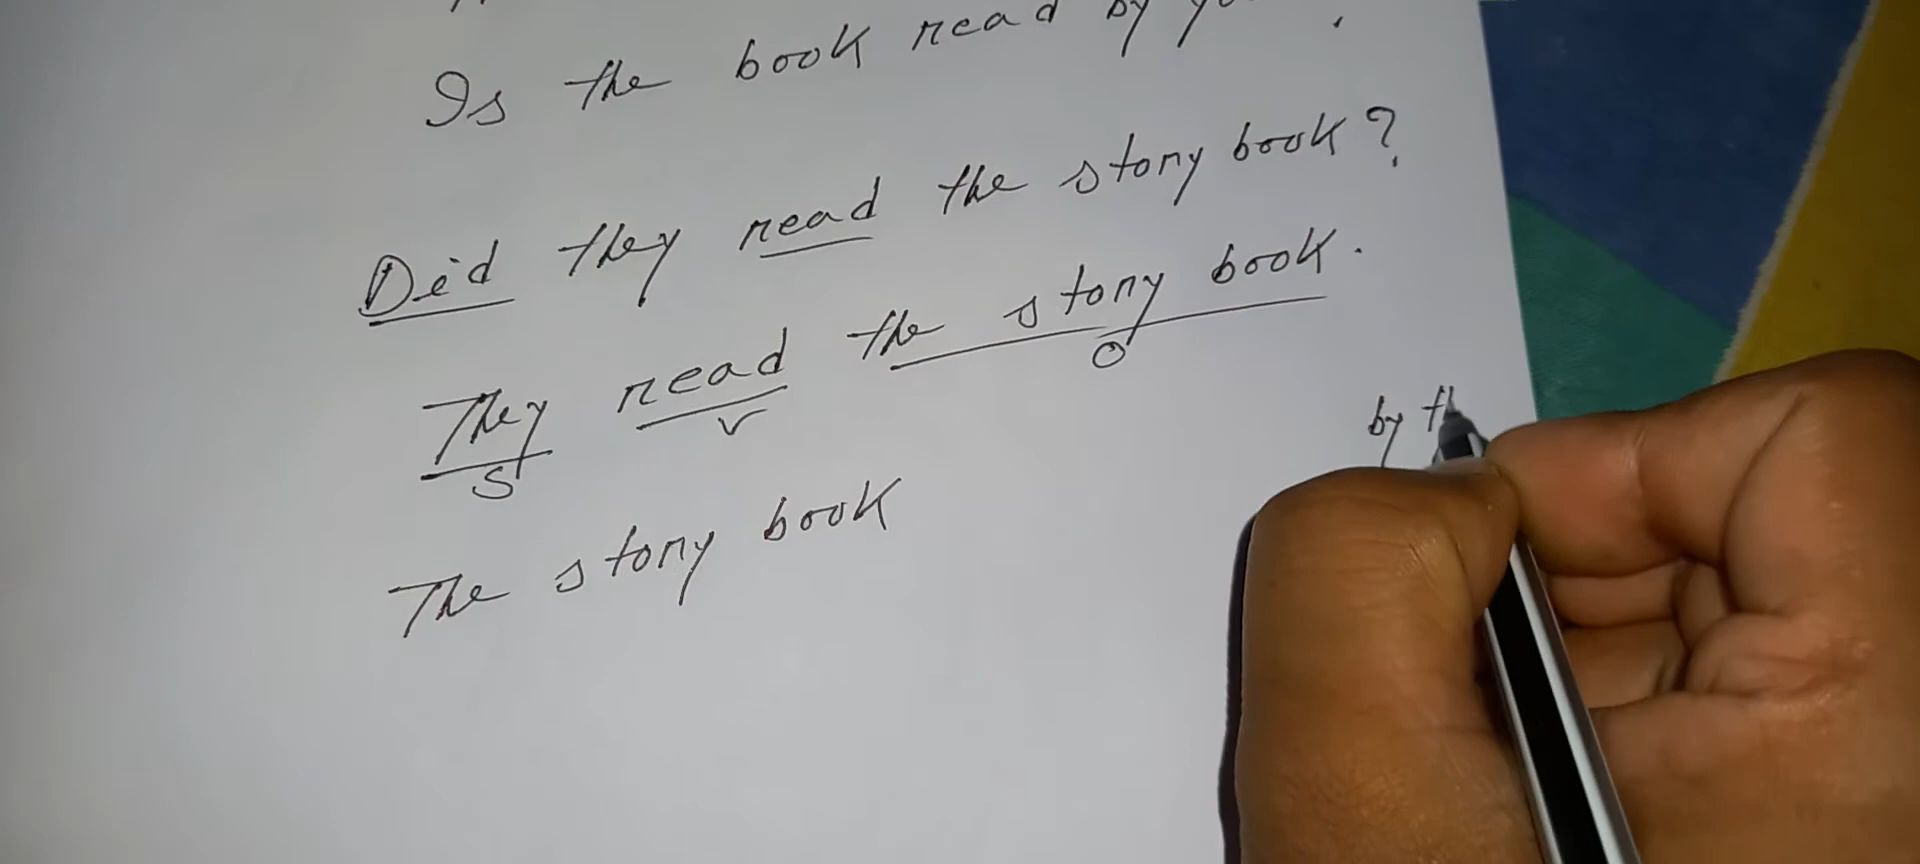 Is the book read by
Did they read the story book?
They read the story book.
S V O
The story book by